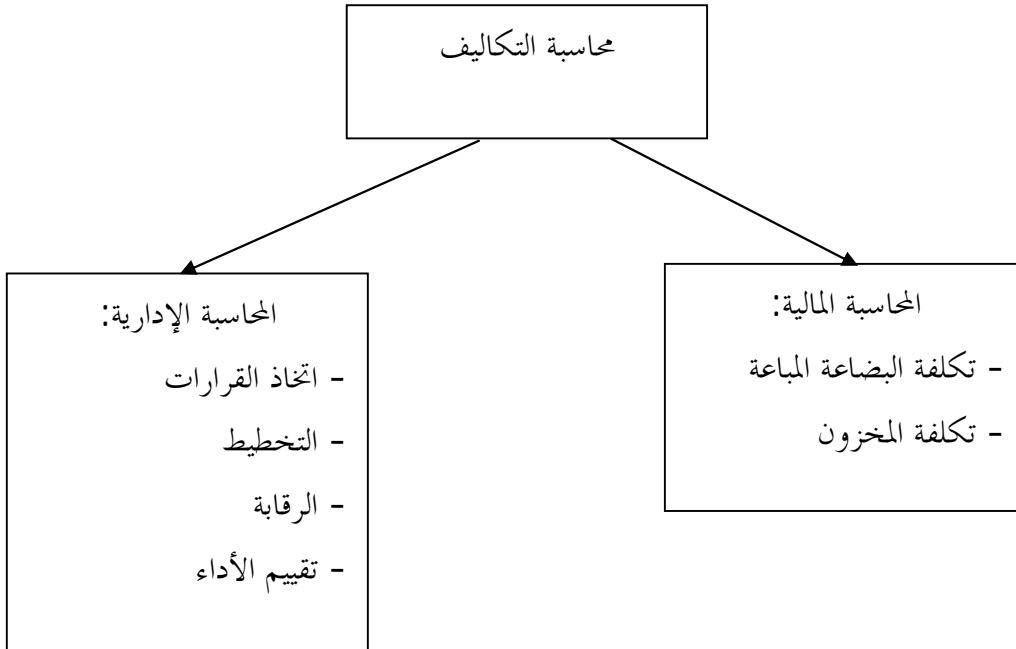 محاسبة التكاليف
المحاسبة المالية:
- تكلفة البضاعة المباعة
- تكلفة المخزون
المحاسبة الإدارية:
- اتخاذ القرارات
- التخطيط
- الرقابة
- تقييم الأداء